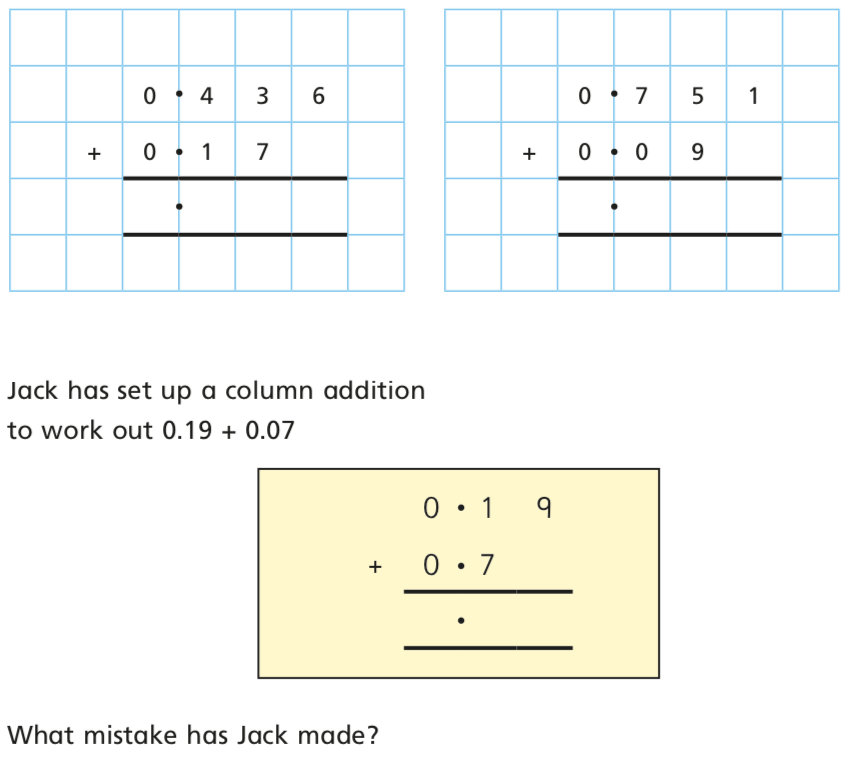 0 · 4 3 6
+ 0 · 1 7
·
0 · 7 5 1
+ 0 · 0 9
·
Jack has set up a column addition
to work out 0.19 + 0.07
0 · 1 9
+ 0 · 7
·
What mistake has Jack made?